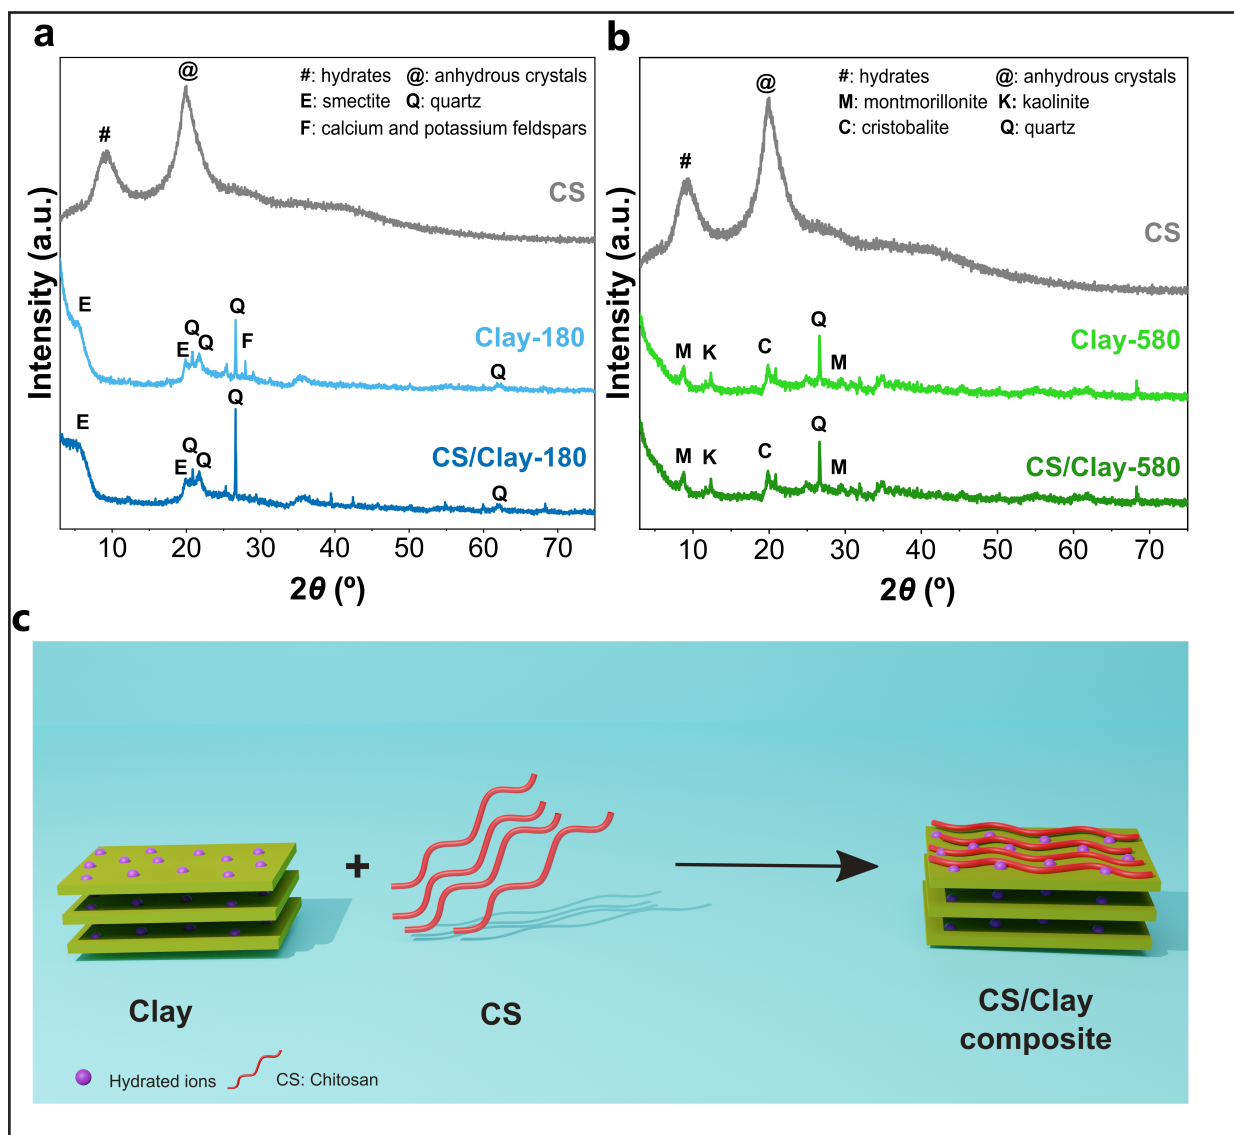 a
@
#: hydrates @: anhydrous crystals
E: smectite Q: quartz
F: calcium and potassium feldspars
#
CS
E
Q
Q
Q
E
F
Clay-180
Q
Q
E
Q
Q
E
CS/Clay-180
Q
Intensity (a.u.)
10 20 30 40 50 60 70
2θ (º)
b
@
#: hydrates @: anhydrous crystals
M: montmorillonite K: kaolinite
C: cristobalite Q: quartz
#
CS
Q
M K C M
Clay-580
Q
M K C M
CS/Clay-580
Intensity (a.u.)
10 20 30 40 50 60 70
2θ (º)
c
+
Clay
CS
CS/Clay
composite
Hydrated ions
CS: Chitosan